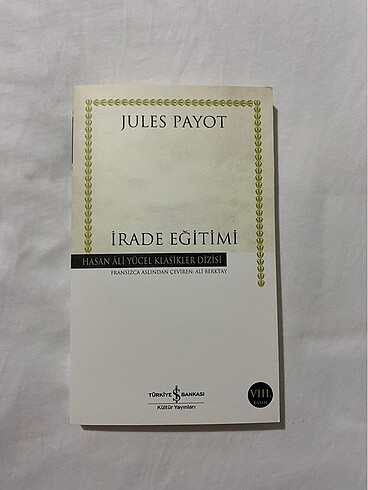 JULES PAYOT
İRADE EĞİTİMİ
HASAN ÂLİ YÜCEL KLASİKLER DİZİSİ
FRANSIZCA ASLINDAN ÇEVİREN: ALİ BERKTAY
VIII.
BASIM
TÜRKİYE İŞ BANKASI
Kültür Yayınları